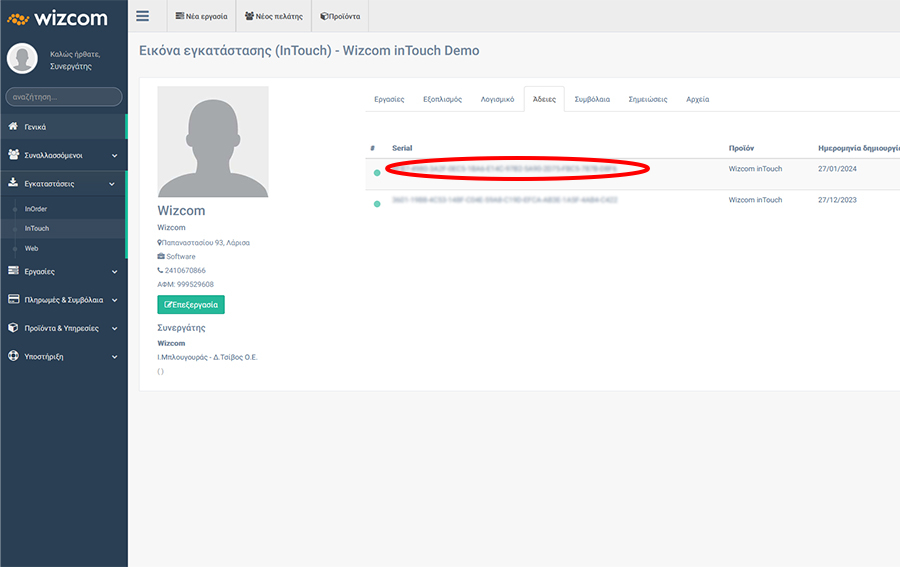 wizcom
Νέα εργασία
Νέος πελάτης
Προϊόντα
Καλώς ήρθατε,
Συνεργάτης
αναζήτηση...
Γενικά
Συναλλασσόμενοι
Εγκαταστάσεις
InOrder
InTouch
Web
Εργασίες
Πληρωμές & Συμβόλαια
Προϊόντα & Υπηρεσίες
Υποστήριξη
Εικόνα εγκατάστασης (InTouch) - Wizcom inTouch Demo
Wizcom
Wizcom
Παπαναστασίου 93, Λάρισα
Software
2410670866
ΑΦΜ: 999529608
Επεξεργασία
Συνεργάτης
Wizcom
Ι.Μπλουγουράς - Δ.Τσίβος Ο.Ε.
( )
Εργασίες Εξοπλισμός Λογισμικό Άδειες Συμβόλαια Σημειώσεις Αρχεία
# Serial Προϊόν Ημερομηνία δημιουργία
Wizcom inTouch 27/01/2024
Wizcom inTouch 27/12/2023